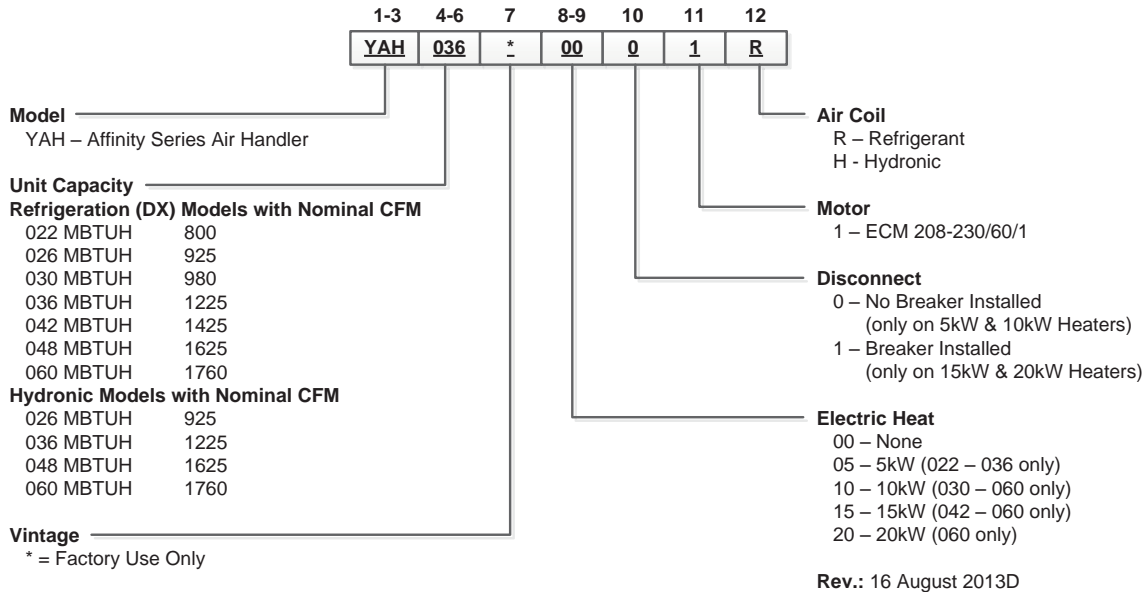 1-3 4-6 7 8-9 10 11 12
YAH 036 * 00 0 1 R
Model
YAH – Affinity Series Air Handler
Unit Capacity
Refrigeration (DX) Models with Nominal CFM
022 MBTUH 800
026 MBTUH 925
030 MBTUH 980
036 MBTUH 1225
042 MBTUH 1425
048 MBTUH 1625
060 MBTUH 1760
Hydronic Models with Nominal CFM
026 MBTUH 925
036 MBTUH 1225
048 MBTUH 1625
060 MBTUH 1760
Vintage
* = Factory Use Only
Air Coil
R – Refrigerant
H - Hydronic
Motor
1 – ECM 208-230/60/1
Disconnect
0 – No Breaker Installed
(only on 5kW & 10kW Heaters)
1 – Breaker Installed
(only on 15kW & 20kW Heaters)
Electric Heat
00 – None
05 – 5kW (022 – 036 only)
10 – 10kW (030 – 060 only)
15 – 15kW (042 – 060 only)
20 – 20kW (060 only)
Rev.: 16 August 2013D